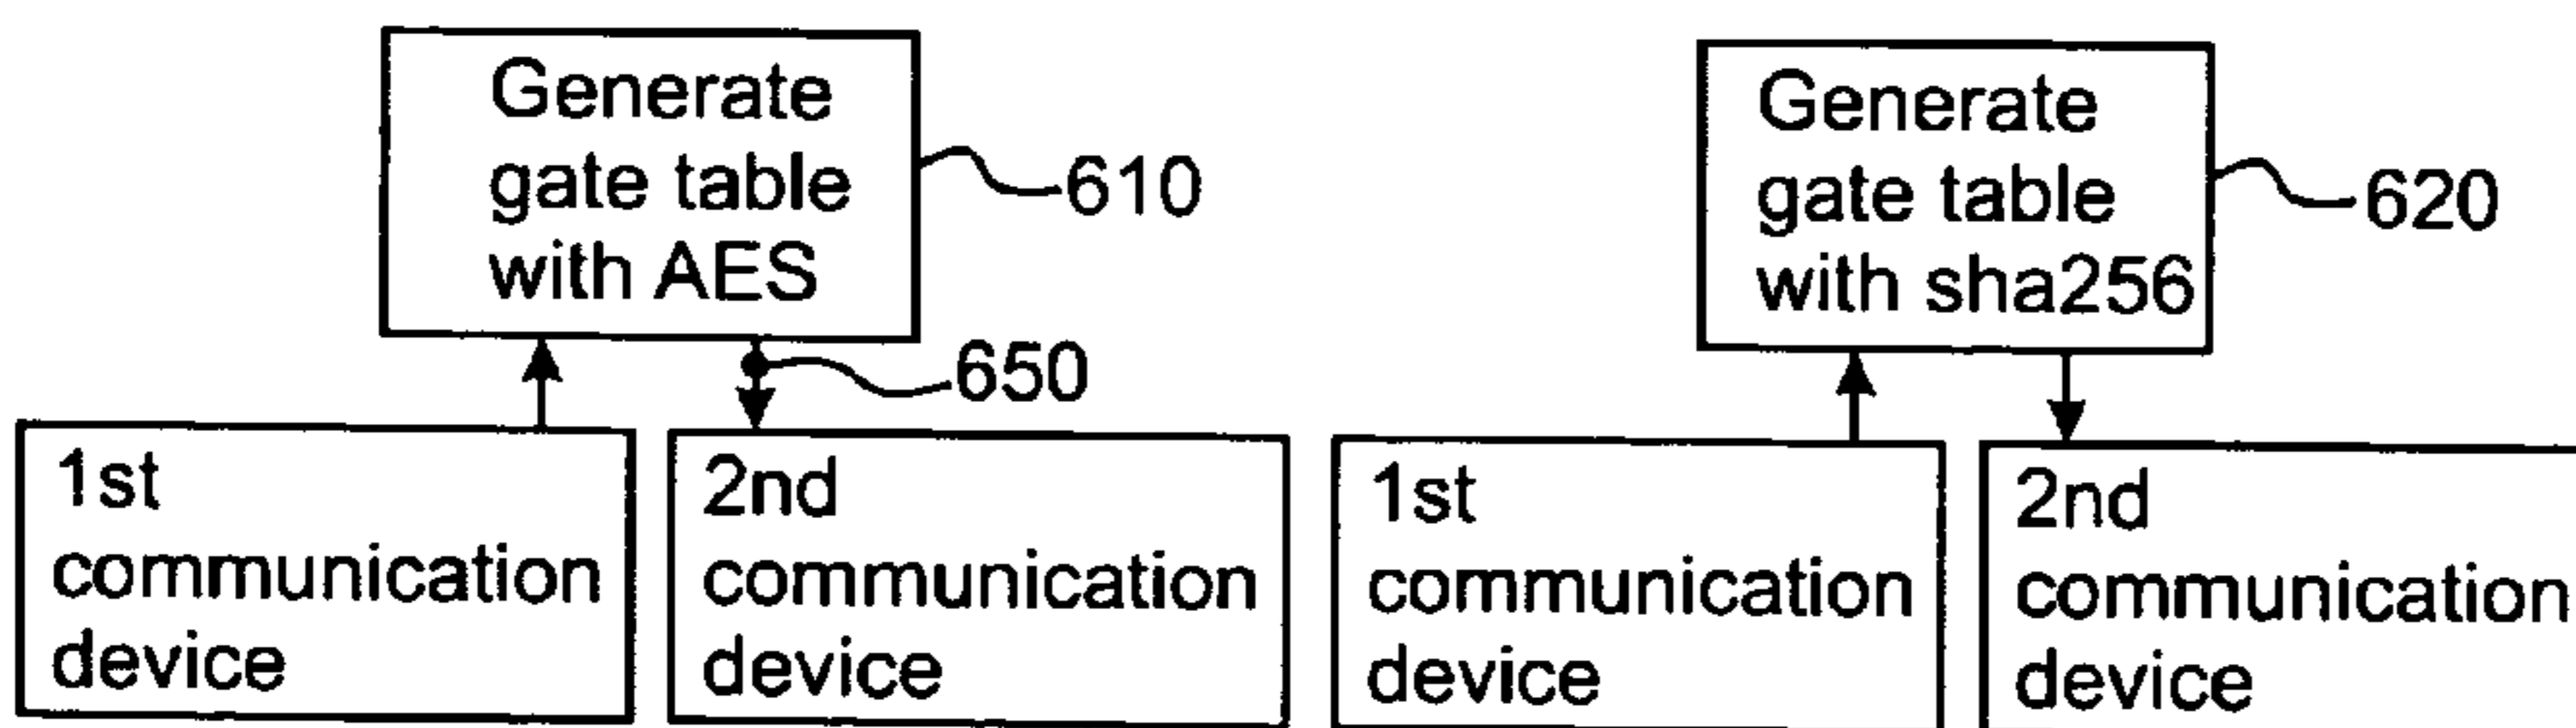 Generate
gate table
with AES
610
650
1st
communication
device
2nd
communication
device
Generate
gate table
with sha256
620
1st
communication
device
2nd
communication
device